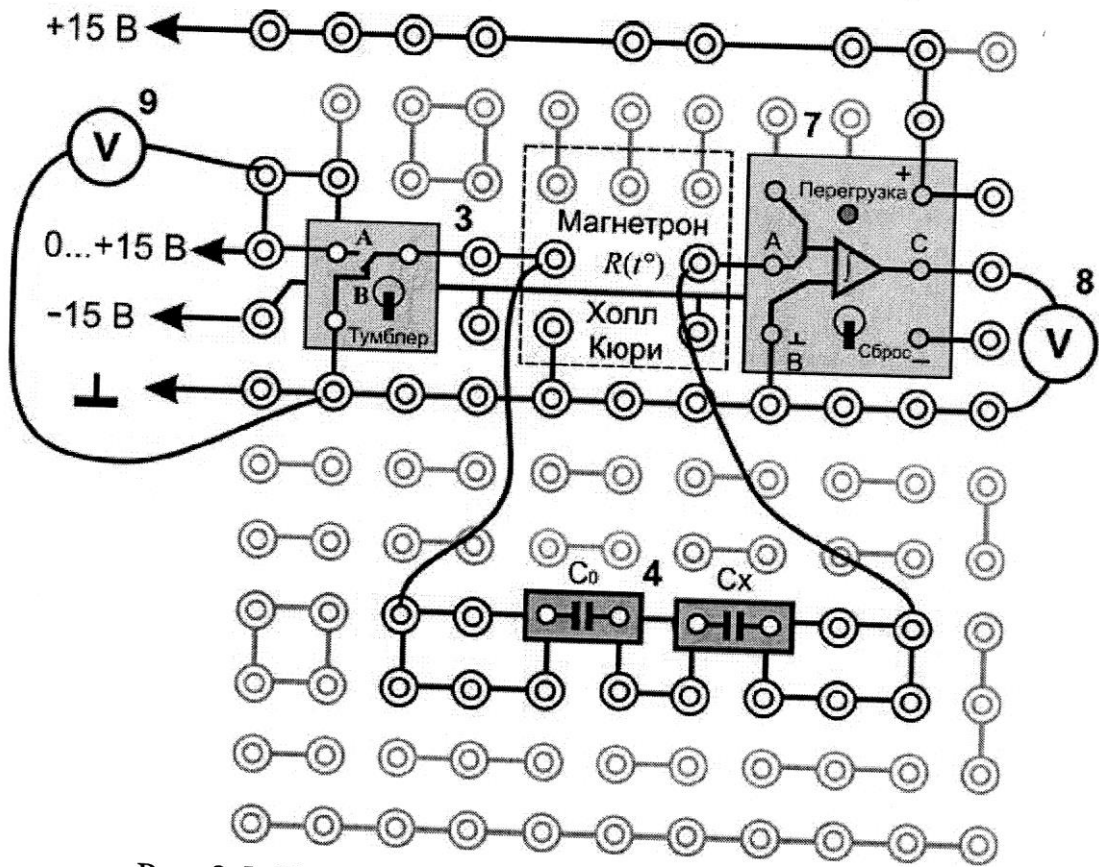 +15 В
9
V
7
+
Перегрузка
3
Магнетрон
A
A
C
0...+15 В
R(t°)
8
-15 В
B
Холл
V
Тумблер
Кюри
⊥
B
Сброс
–
⊥
C₀
4
Cx